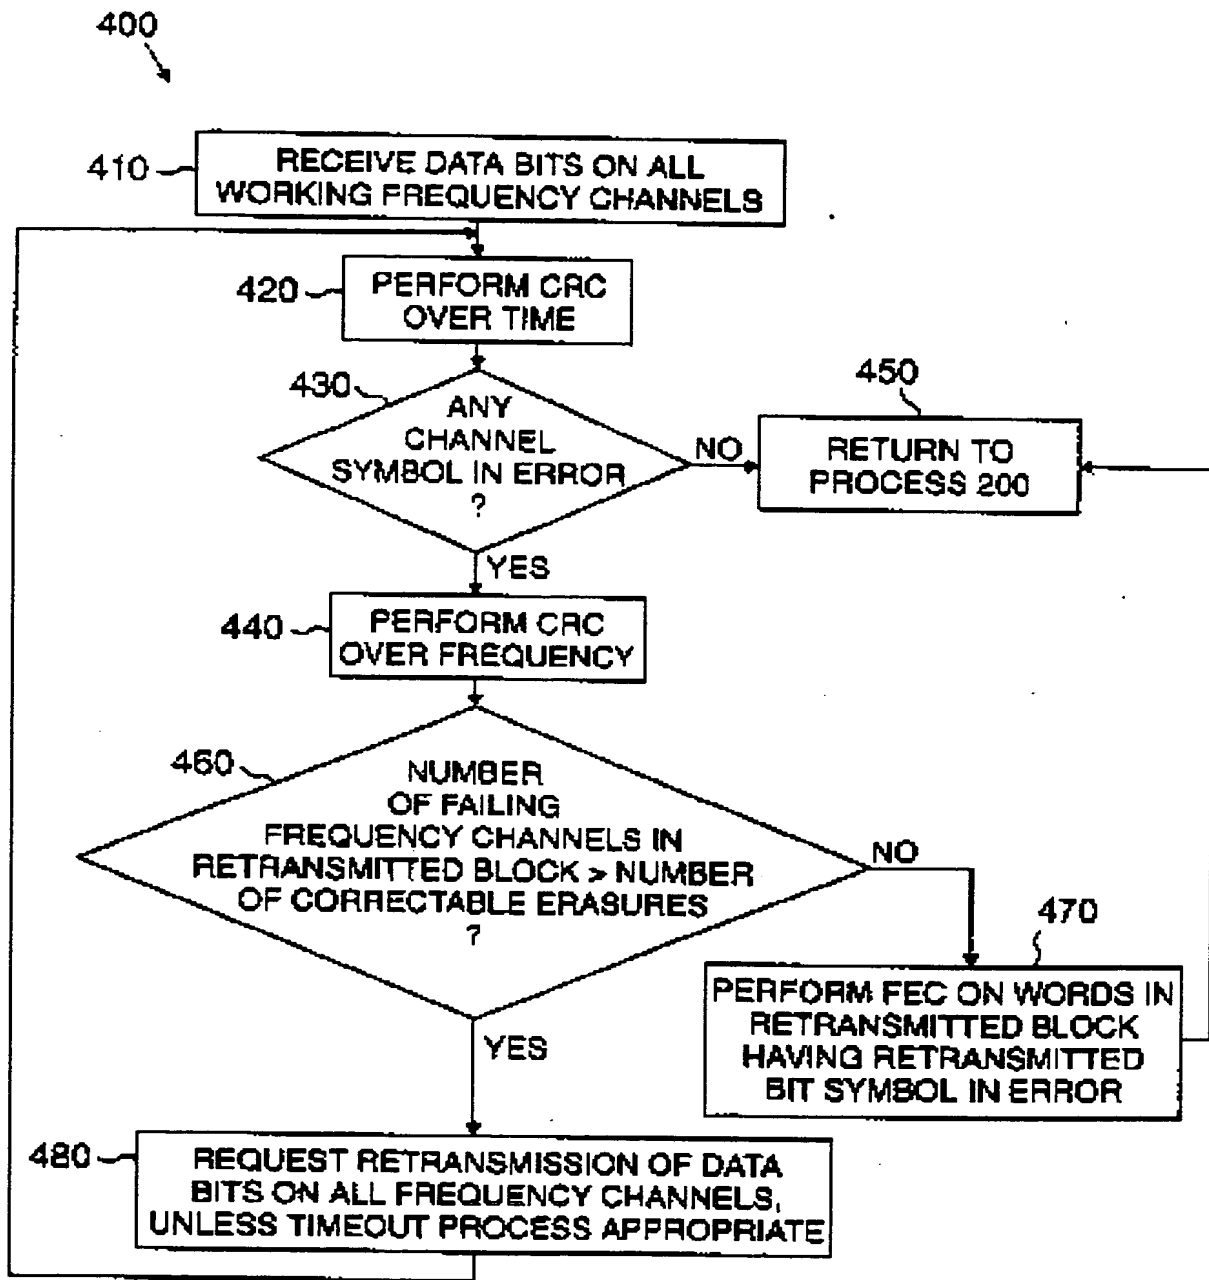 400
410
RECEIVE DATA BITS ON ALL
WORKING FREQUENCY CHANNELS
420
PERFORM CRC
OVER TIME
430
ANY
CHANNEL
SYMBOL IN ERROR
?
NO
450
RETURN TO
PROCESS 200
YES
440
PERFORM CRC
OVER FREQUENCY
460
NUMBER
OF FAILING
FREQUENCY CHANNELS IN
RETRANSMITTED BLOCK > NUMBER
OF CORRECTABLE ERASURES
?
NO
470
PERFORM FEC ON WORDS IN
RETRANSMITTED BLOCK
HAVING RETRANSMITTED
BIT SYMBOL IN ERROR
YES
480
REQUEST RETRANSMISSION OF DATA
BITS ON ALL FREQUENCY CHANNELS,
UNLESS TIMEOUT PROCESS APPROPRIATE